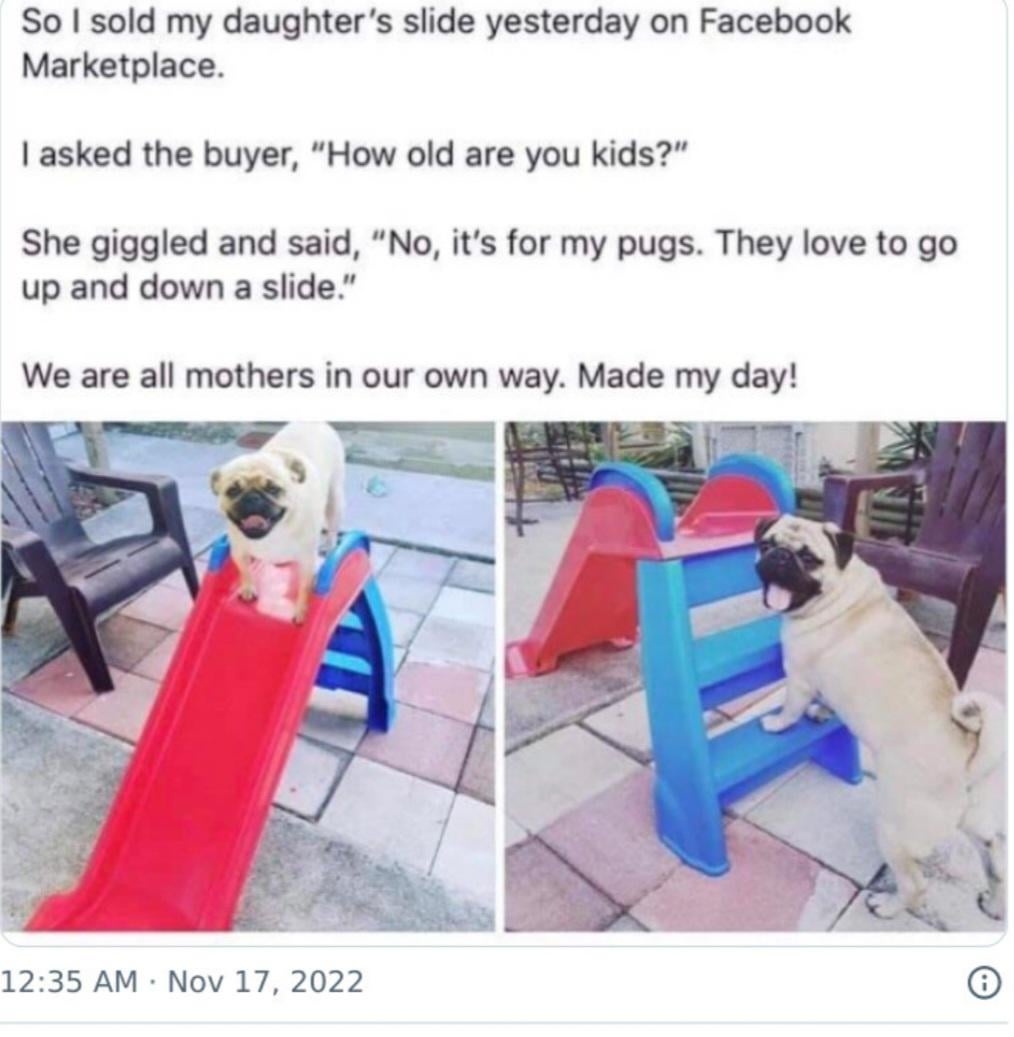 So I sold my daughter’s slide yesterday on Facebook
Marketplace.
I asked the buyer, “How old are you kids?”
She giggled and said, “No, it’s for my pugs. They love to go
up and down a slide.”
We are all mothers in our own way. Made my day!
12:35 AM · Nov 17, 2022